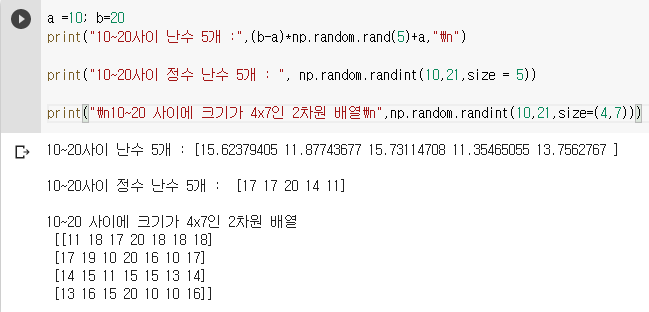 a =10; b=20
print("10~20사이 난수 5개 :",(b-a)*np.random.rand(5)+a,"₩n")
print("10~20사이 정수 난수 5개 : ", np.random.randint(10,21,size = 5))
print("₩n10~20 사이에 크기가 4x7인 2차원 배열₩n",np.random.randint(10,21,size=(4,7)))
10~20사이 난수 5개 : [15.62379405 11.87743677 15.73114708 11.35465055 13.7562767 ]
10~20사이 정수 난수 5개 :  [17 17 20 14 11]
10~20 사이에 크기가 4x7인 2차원 배열
[[11 18 17 20 18 18 18]
[17 19 10 20 16 10 17]
[14 15 11 15 15 13 14]
[13 16 15 20 10 10 16]]